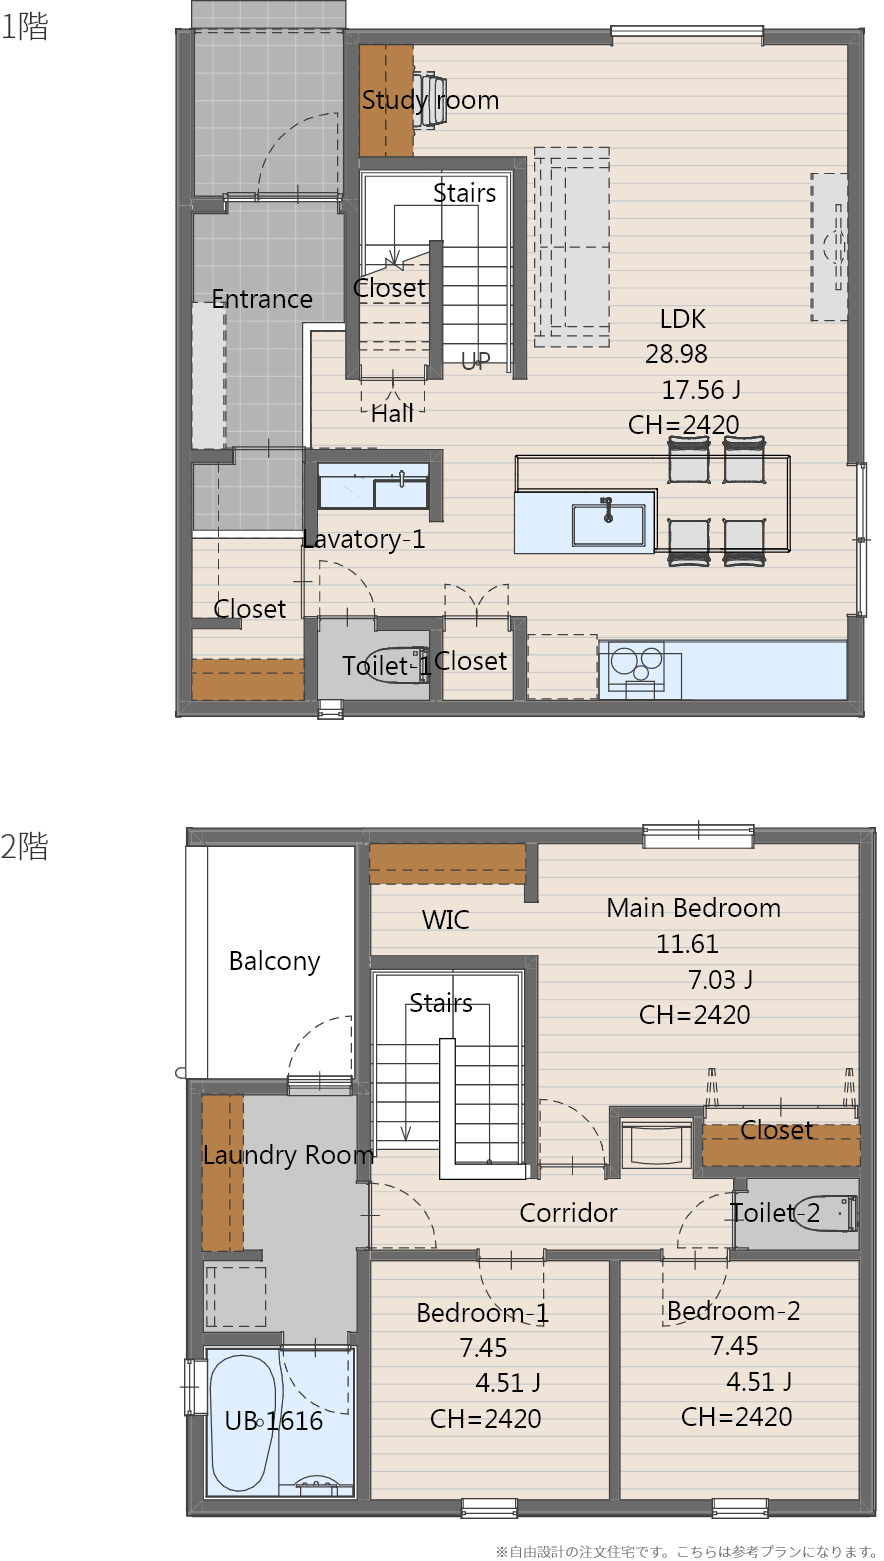 1階
Study room
Stairs
Closet
Entrance
LDK
28.98
17.56 J
CH=2420
UP
Hall
Lavatory-1
Closet
Toilet-1
Closet
2階
WIC
Main Bedroom
11.61
7.03 J
CH=2420
Balcony
Stairs
Closet
Laundry Room
Corridor
Toilet-2
Bedroom-1
7.45
4.51 J
CH=2420
Bedroom-2
7.45
4.51 J
CH=2420
UB 1616
※自由設計の注文住宅です。こちらは参考プランになります。